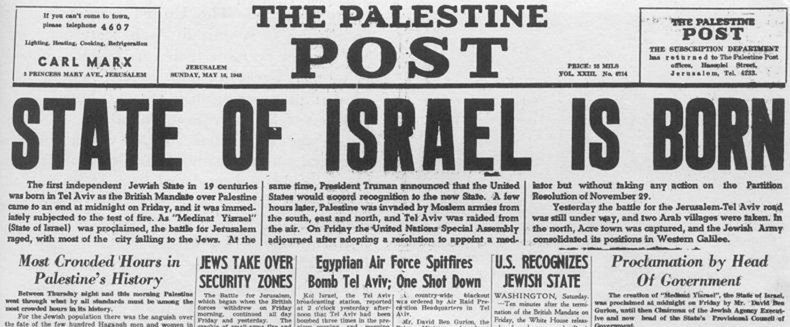 If you can't come to town,
please telephone 4607
Lighting, Heating, Cooking, Refrigeration
CARL MARX
3 PRINCESS MARY AVE., JERUSALEM
THE PALESTINE
POST
JERUSALEM
SUNDAY, MAY 16, 1948
PRICE: 25 MILS
VOL. XXIII. No. 6714
THE PALESTINE
POST
THE SUBSCRIPTION DEPARTMENT
has returned to The Palestine Post
offices, Hasolel Street,
Jerusalem, Tel. 4233.
STATE OF ISRAEL IS BORN
The first independent Jewish State in 19 centuries
was born in Tel Aviv as the British Mandate over Palestine
came to an end at midnight on Friday, and it was imme-
diately subjected to the test of fire. As "Medinat Yisrael"
(State of Israel) was proclaimed, the battle for Jerusalem
raged, with most of the city falling to the Jews. At the
same time, President Truman announced that the United
States would accord recognition to the new State. A few
hours later, Palestine was invaded by Moslem armies from
the south, east and north, and Tel Aviv was raided from
the air. On Friday the United Nations Special Assembly
adjourned after adopting a resolution to appoint a med-
iator but without taking any action on the Partition
Resolution of November 29.
Yesterday the battle for the Jerusalem-Tel Aviv road
was still under way, and two Arab villages were taken. In
the north, Acre town was captured, and the Jewish Army
consolidated its positions in Western Galilee.
Most Crowded Hours in
Palestine's History
Between Thursday night and this morning Palestine
went through what by all standards must be among the
most crowded hours in its history.
For the Jewish population there was the anguish over
the fate of the few hundred Haganah men and women in
JEWS TAKE OVER
SECURITY ZONES
The Battle for Jerusalem,
which began when the British
forces withdrew on Friday
morning, continued all day
Friday and yesterday. The
Egyptian Air Force Spitfires
Bomb Tel Aviv; One Shot Down
Kol Israel, the Tel Aviv
broadcasting station, reported
at 2 o'clock yesterday
Tel Aviv had been
bombed three times in the
A country-wide blackout
was ordered by Air Raid Pre-
Headquarters in Tel
Aviv.
Mr. David Ben Gurion, the
U.S. RECOGNIZES
JEWISH STATE
WASHINGTON, Saturday.
—Ten minutes after the termi-
nation of the British Mandate on
Friday, the White House relea-
Proclamation by Head
Of Government
The creation of "Medinat Yisrael", the State of Israel,
was proclaimed at midnight on Friday by Mr. David Ben
Gurion, until then Chairman of the Jewish Agency Execut-
ive and now head of the State's Provisional Council of
Government.